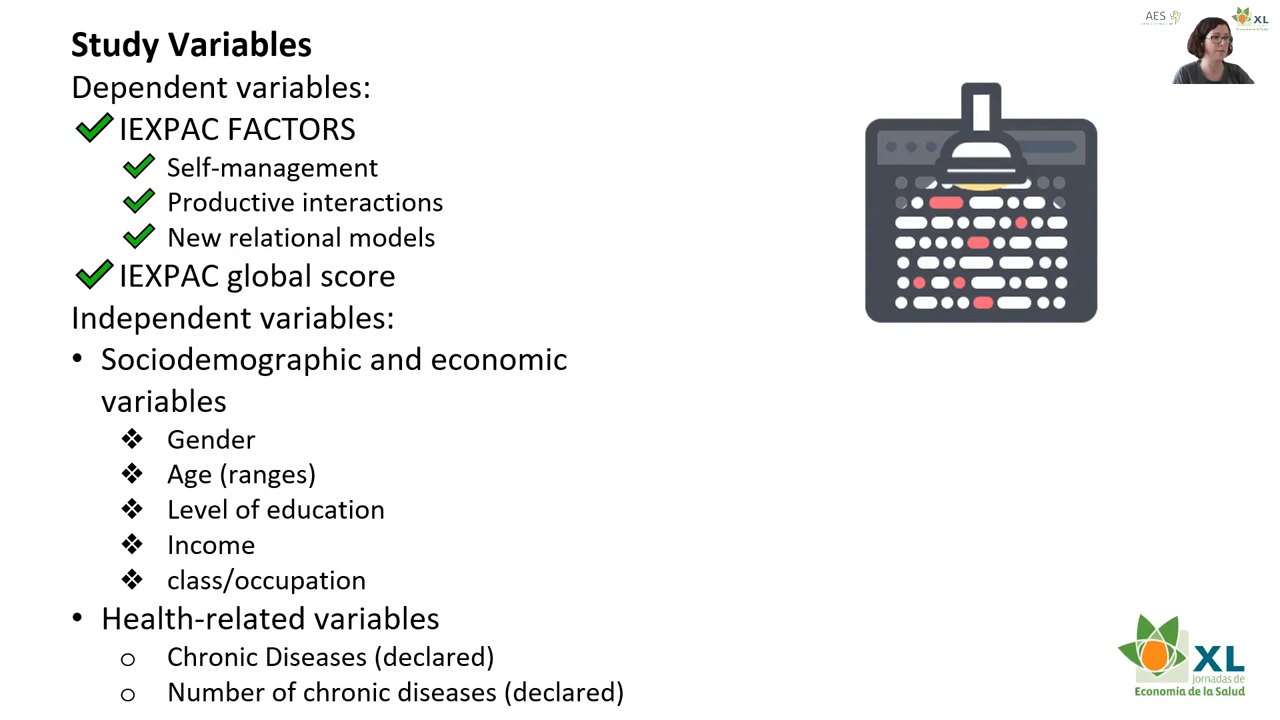 Study Variables
Dependent variables:
IEXPAC FACTORS
Self-management
Productive interactions
New relational models
IEXPAC global score
Independent variables:
• Sociodemographic and economic
variables
❖ Gender
❖ Age (ranges)
❖ Level of education
❖ Income
❖ class/occupation
• Health-related variables
o Chronic Diseases (declared)
o Number of chronic diseases (declared)
AES
XL
XL
Jornadas de
Economía de la Salud